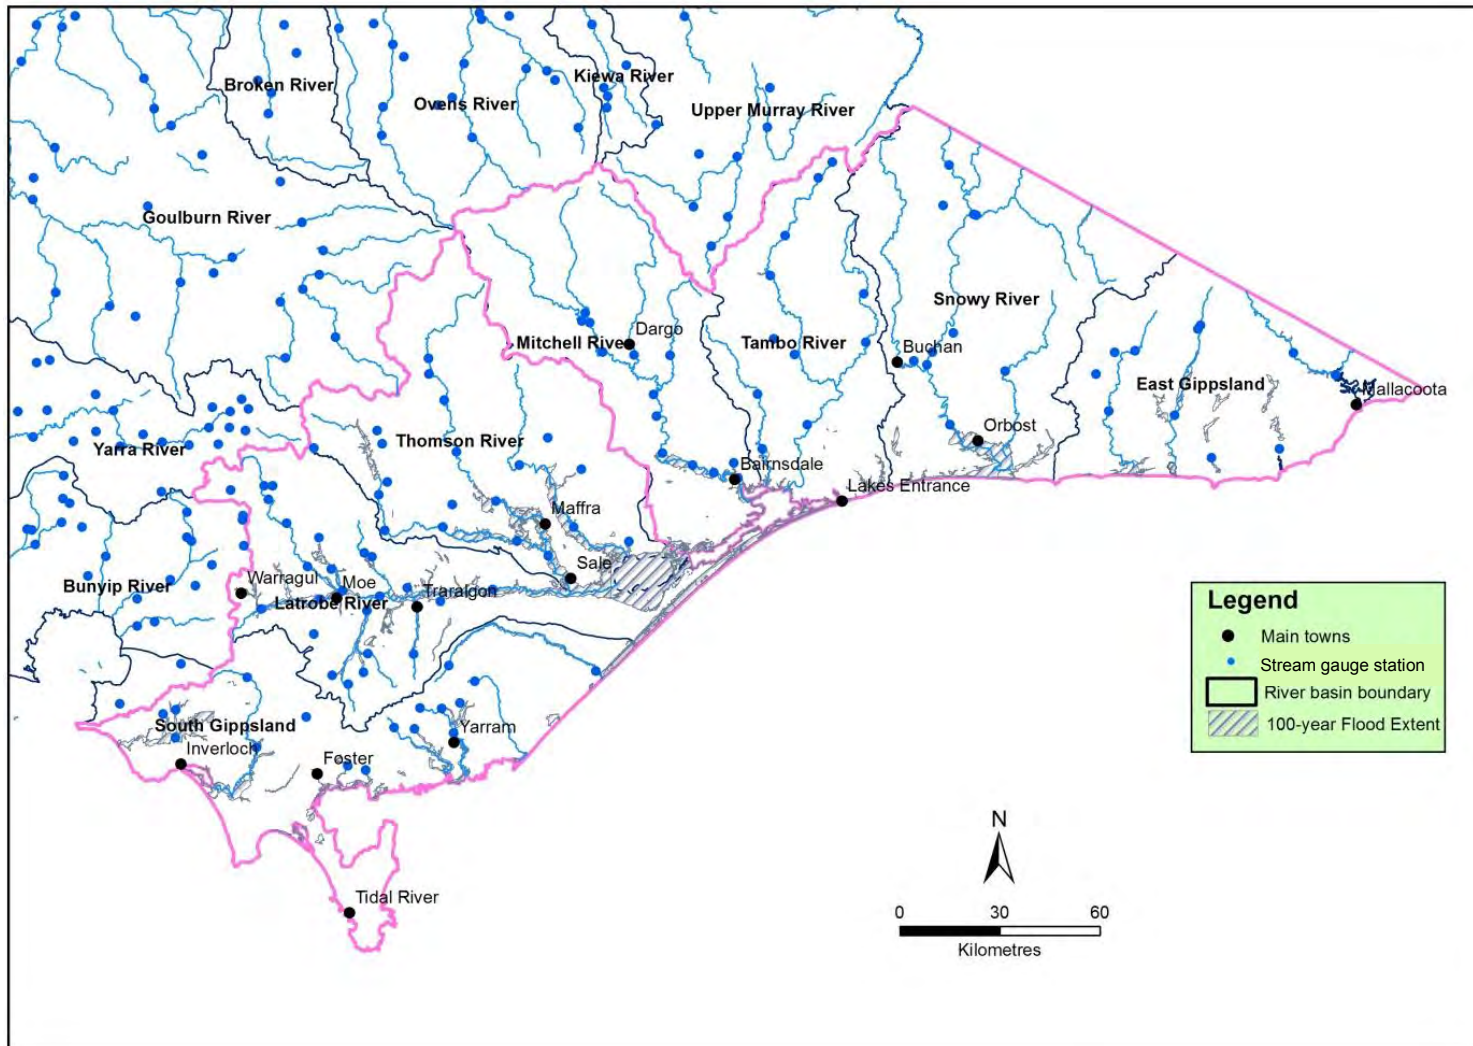 Kiewa River
Broken River
Ovens River
Upper Murray River
Goulburn River
Snowy River
Dargo
Mitchell River
Tambo River
Buchan
East Gippsland
Mallacoota
Orbost
Thomson River
Yarra River
Bairnsdale
Lakes Entrance
Maffra
Sale
Bunyip River
Warragul
Moe
Traralgon
Latrobe River
South Gippsland
Yarram
Inverloch
Foster
Tidal River
Legend
Main towns
Stream gauge station
River basin boundary
100-year Flood Extent
N
0 30 60
Kilometres